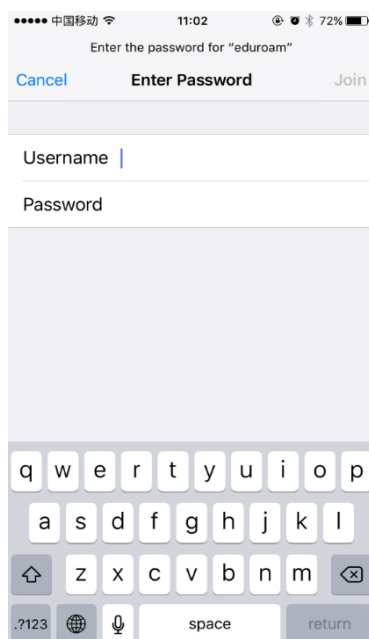 中国移动 11:02 72%
Enter the password for “eduroam”
Cancel Enter Password Join
Username
Password
q w e r t y u i o p
a s d f g h j k l
z x c v b n m
.?123 space return